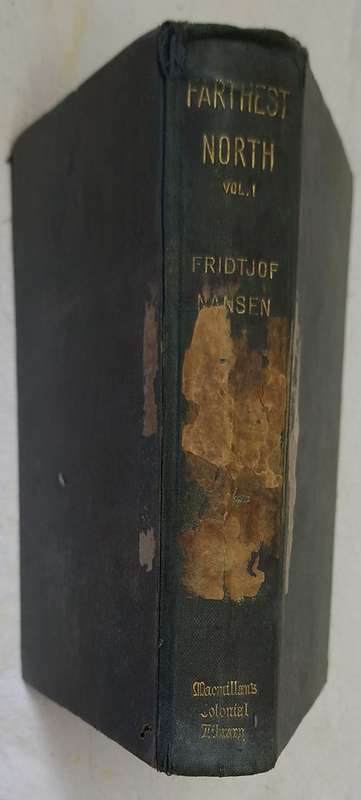 FARTHEST
NORTH
VOL. I
FRIDTJOF
NANSEN
Macmillan's
Colonial
Library